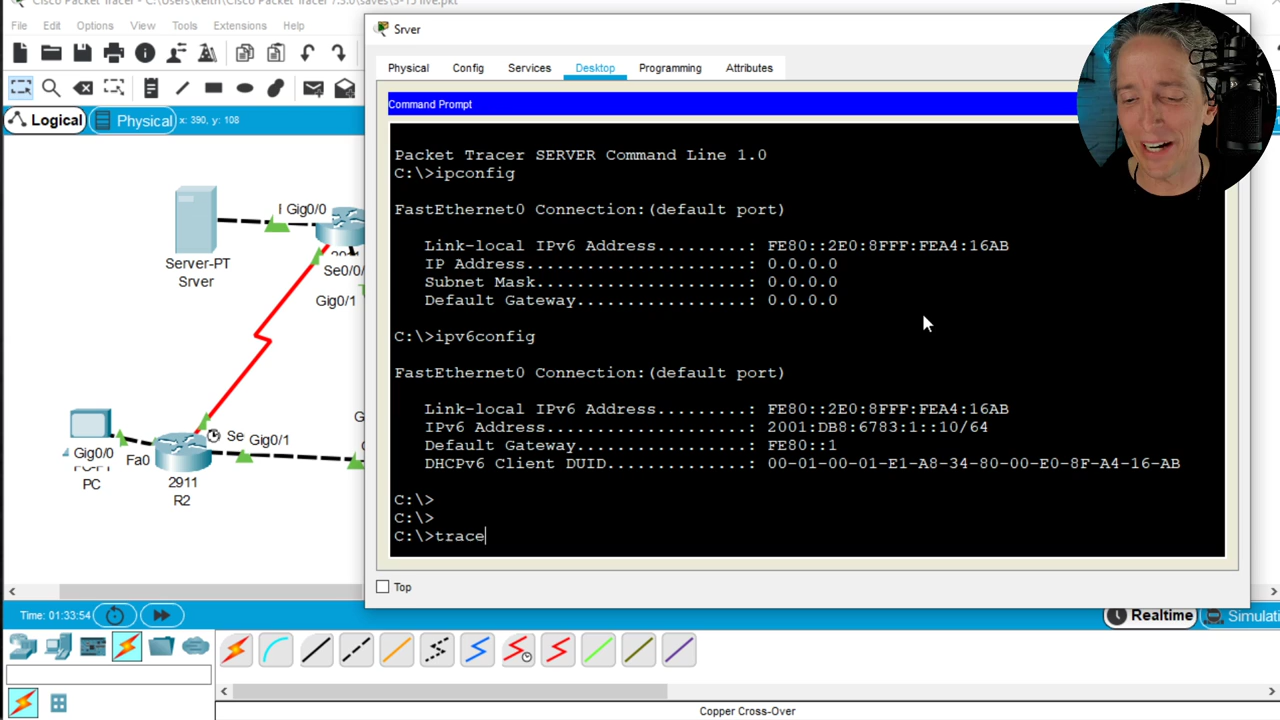 C:\Users\keith\Cisco Packet Tracer 7.3.0\saves\3-15 live.pkt
File Edit Options View Tools Extensions Help
Logical
Physical
x: 390, y: 108
Gig0/0
Server-PT
Srver
Se0/0/
Gig0/1
Gig0/0
PC
Fa0
Se
Gig0/1
2911
R2
Srver
Physical Config Services Desktop Programming Attributes
Command Prompt
Packet Tracer SERVER Command Line 1.0
C:\>ipconfig
FastEthernet0 Connection:(default port)
Link-local IPv6 Address.........: FE80::2E0:8FFF:FEA4:16AB
IP Address......................: 0.0.0.0
Subnet Mask.....................: 0.0.0.0
Default Gateway.................: 0.0.0.0
C:\>ipv6config
FastEthernet0 Connection:(default port)
Link-local IPv6 Address.........: FE80::2E0:8FFF:FEA4:16AB
IPv6 Address....................: 2001:DB8:6783:1::10/64
Default Gateway.................: FE80::1
DHCPv6 Client DUID..............: 00-01-00-01-E1-A8-34-80-00-E0-8F-A4-16-AB
C:\>
C:\>
C:\>trace
Top
Time: 01:33:54
Realtime
Simulati
Copper Cross-Over